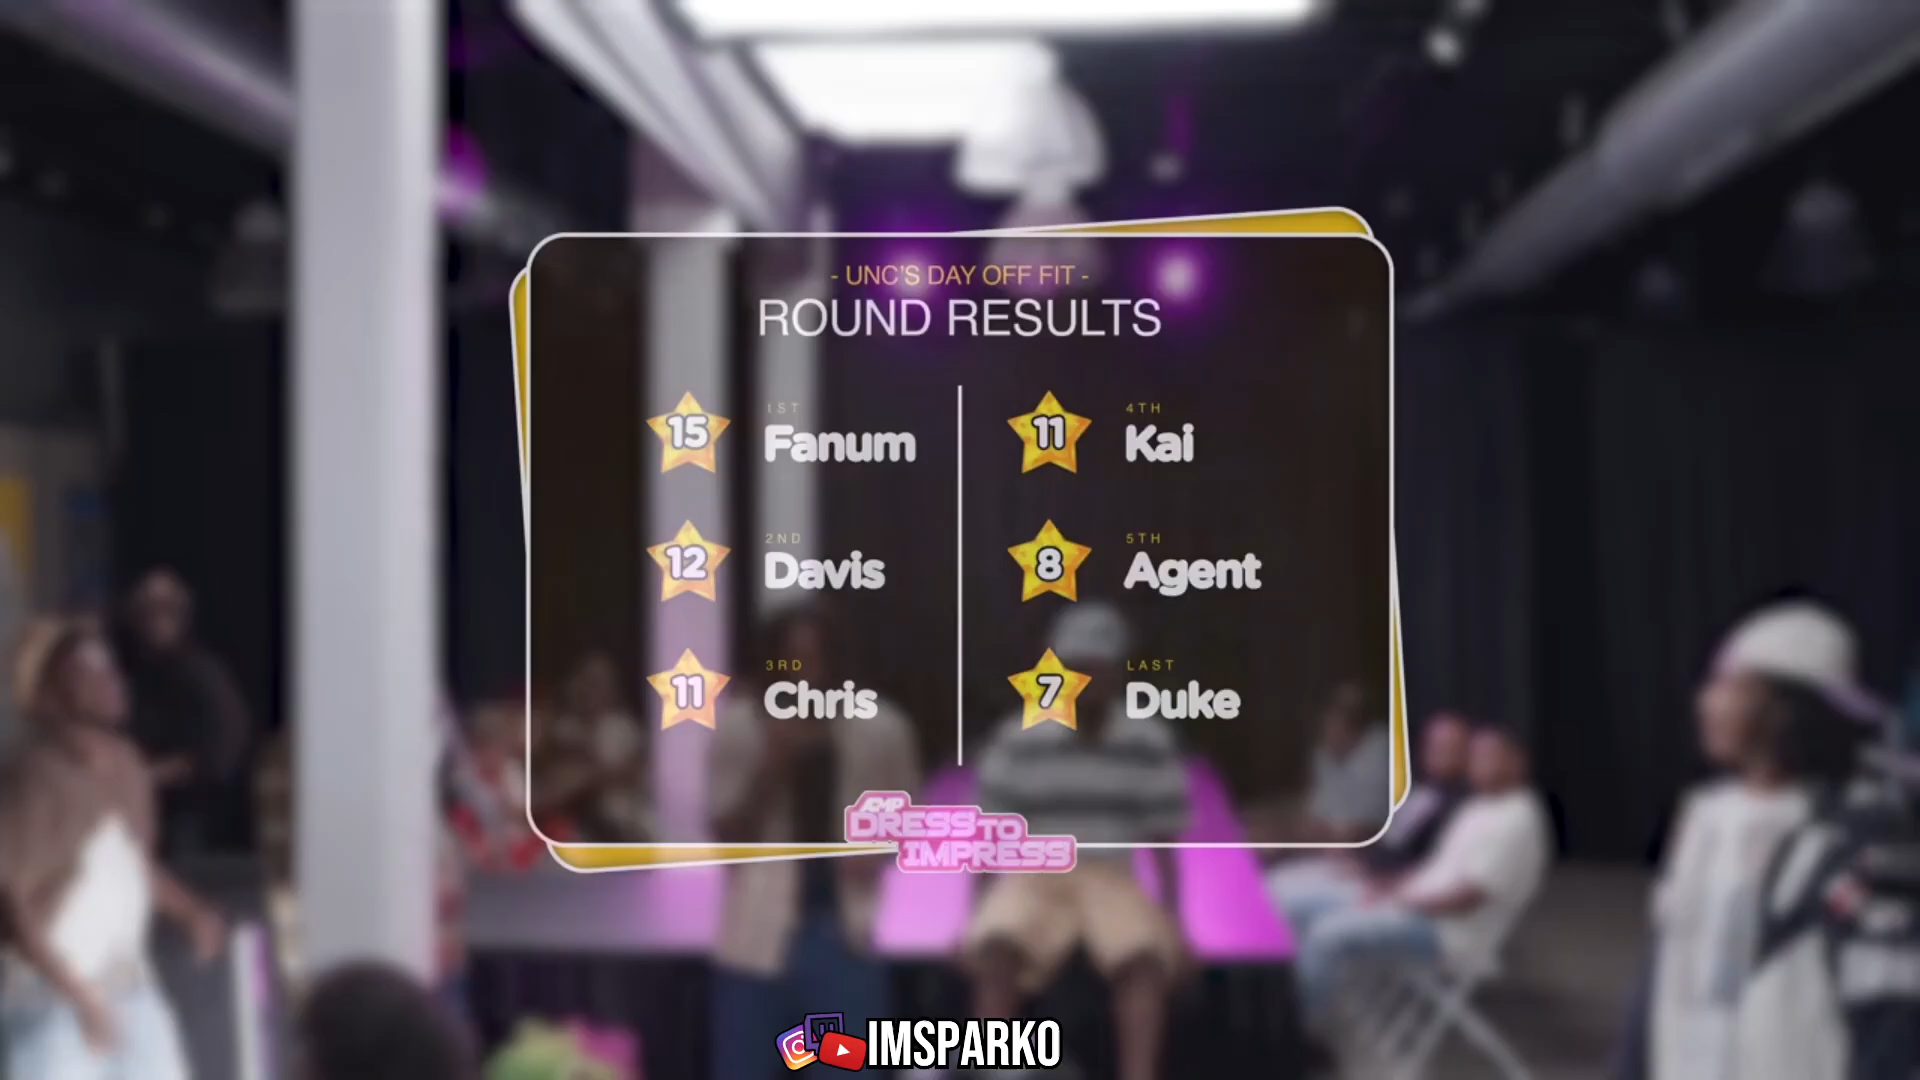 - UNC'S DAY OFF FIT -
ROUND RESULTS
15
1ST
Fanum
12
2ND
Davis
11
3RD
Chris
11
4TH
Kai
8
5TH
Agent
7
LAST
Duke
AMP
DRESS TO
IMPRESS
IMSPARKO